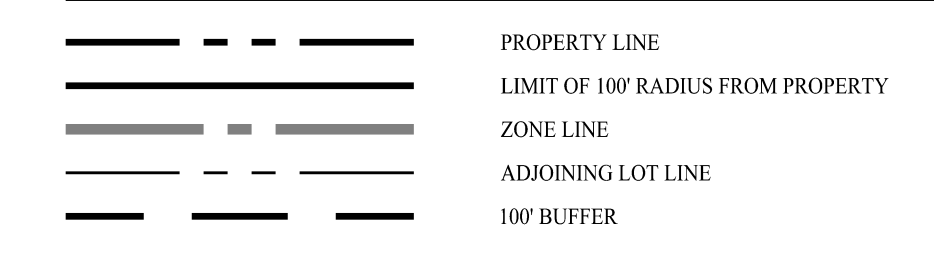 PROPERTY LINE
LIMIT OF 100' RADIUS FROM PROPERTY
ZONE LINE
ADJOINING LOT LINE
100' BUFFER